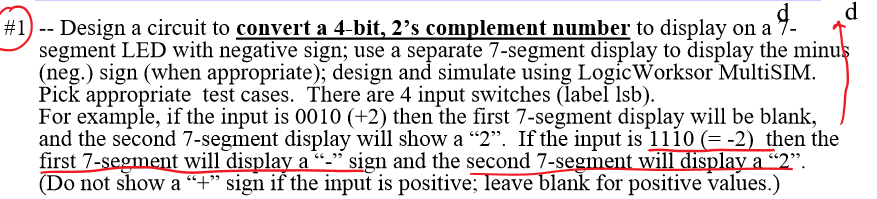 d
d
#1) -- Design a circuit to convert a 4-bit, 2’s complement number to display on a 7-
segment LED with negative sign; use a separate 7-segment display to display the minus
(neg.) sign (when appropriate); design and simulate using LogicWorksor MultiSIM.
Pick appropriate test cases. There are 4 input switches (label lsb).
For example, if the input is 0010 (+2) then the first 7-segment display will be blank,
and the second 7-segment display will show a “2”. If the input is 1110 (= -2) then the
first 7-segment will display a “-” sign and the second 7-segment will display a “2”.
(Do not show a “+” sign if the input is positive; leave blank for positive values.)